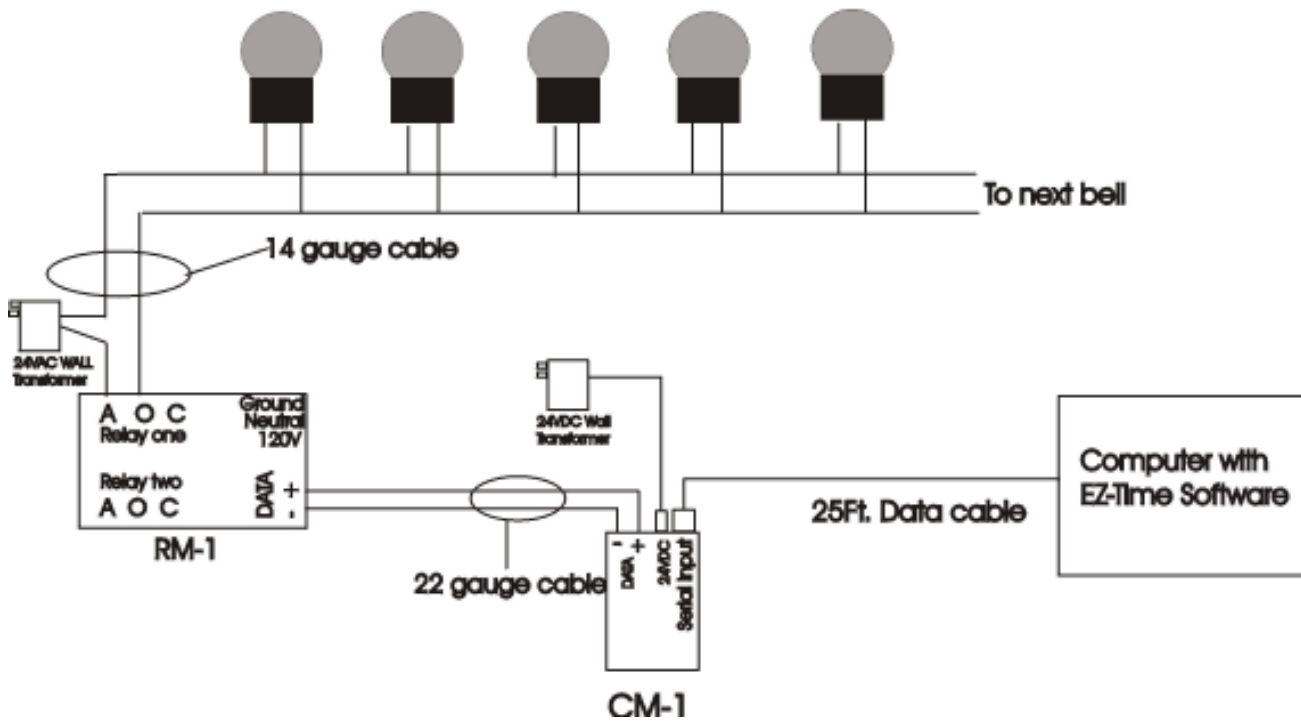 To next bell
14 gauge cable
24VAC WALL
Transformer
A O C
Relay one
Ground
Neutral
120V
Relay two
A O C
DATA
+
-
RM-1
24VDC Wall
Transformer
22 gauge cable
-
+
DATA
24VDC
Serial Input
CM-1
25Ft. Data cable
Computer with
EZ-Time Software